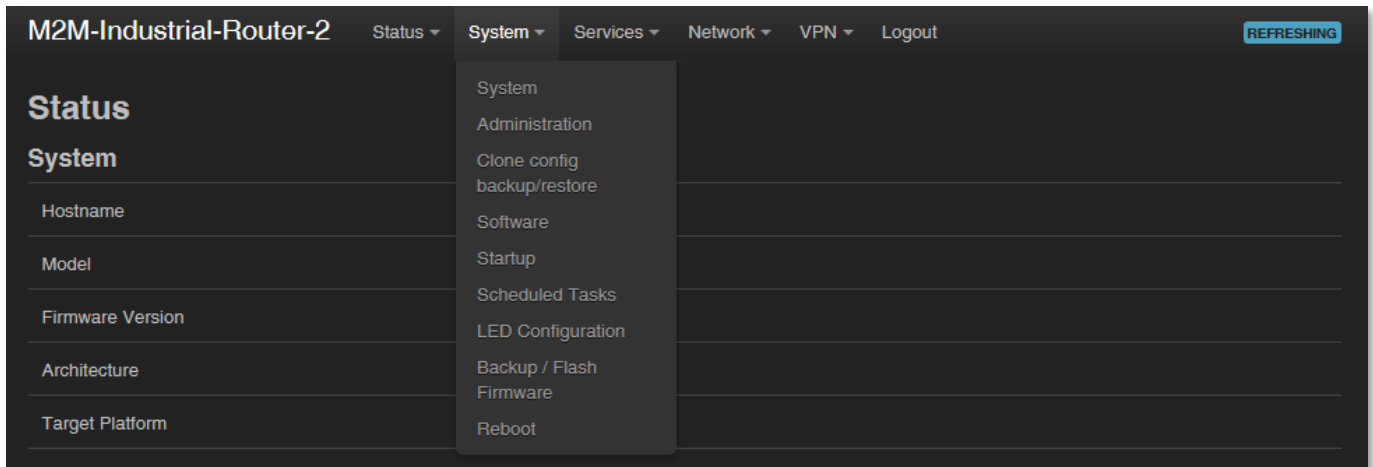 M2M-Industrial-Router-2 Status System Services Network VPN Logout REFRESHING
Status
System
Hostname
Model
Firmware Version
Architecture
Target Platform
System
Administration
Clone config
backup/restore
Software
Startup
Scheduled Tasks
LED Configuration
Backup / Flash
Firmware
Reboot